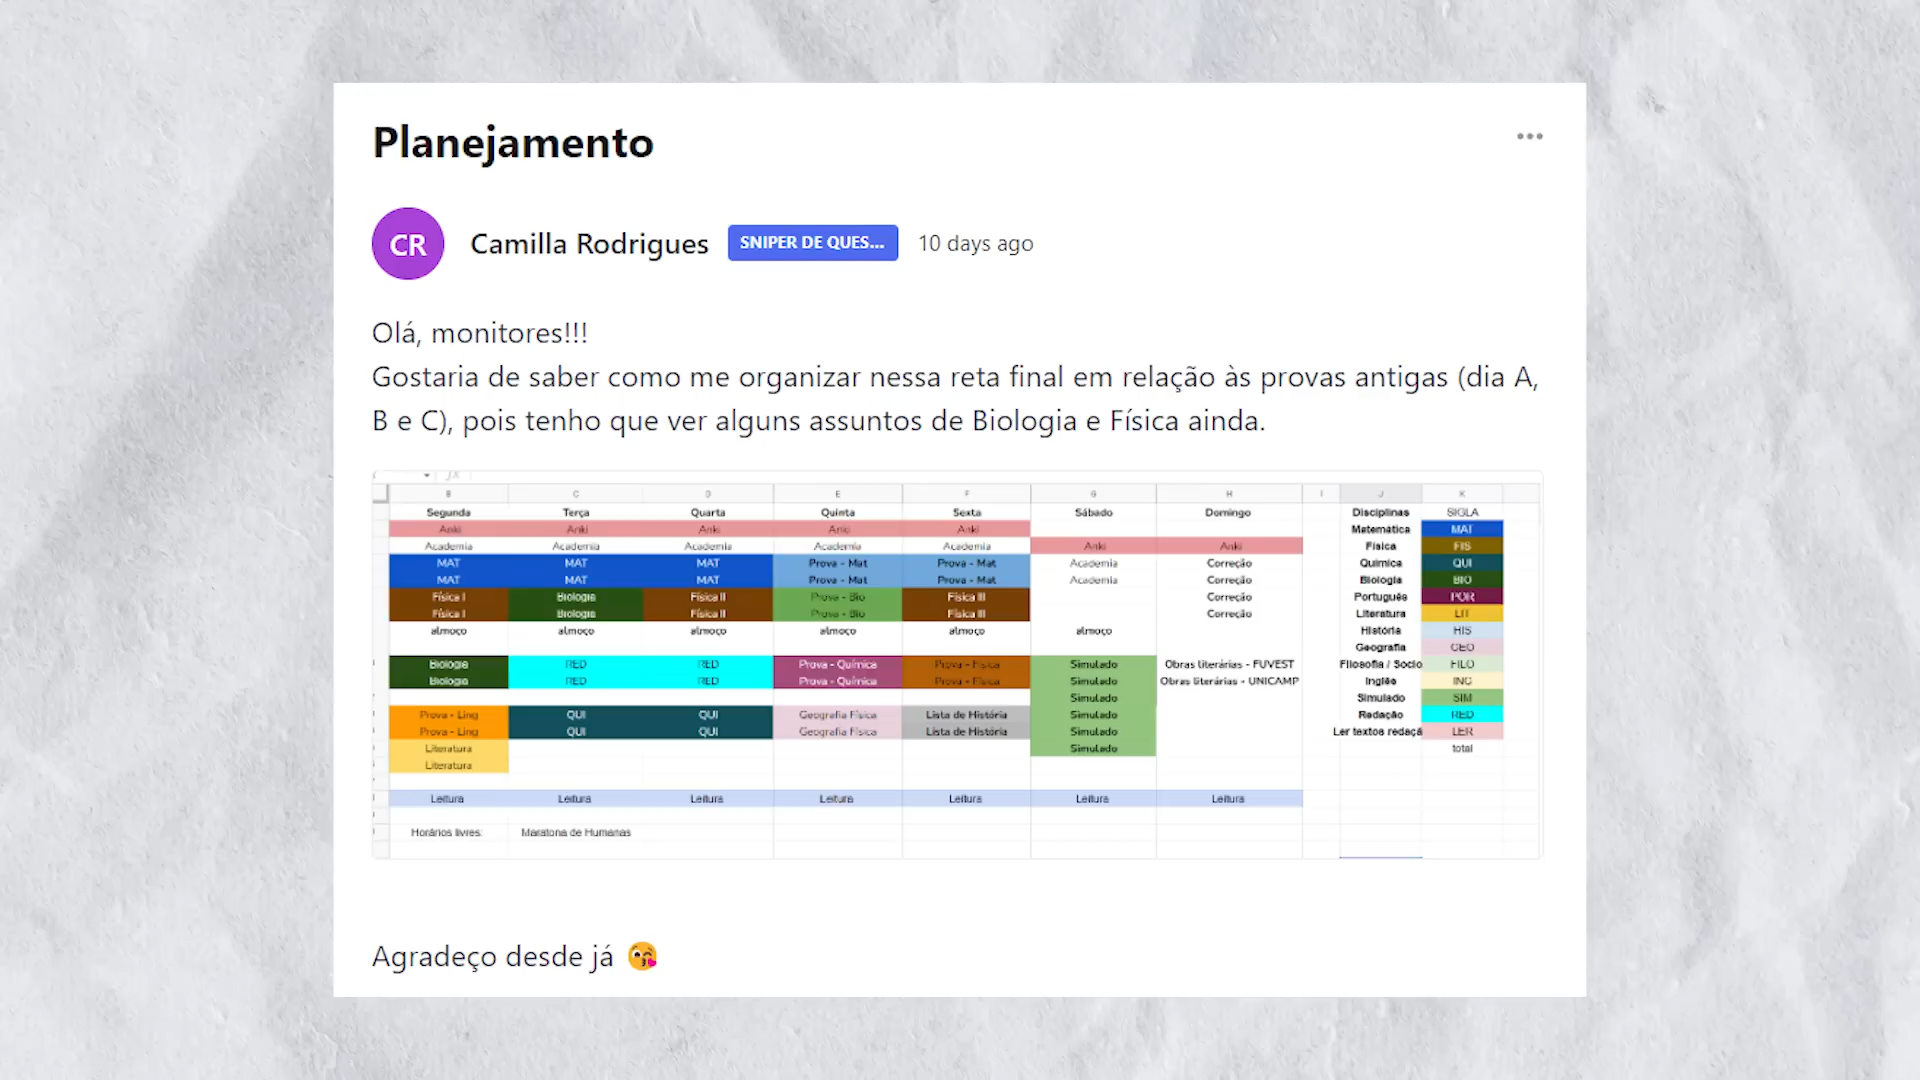 Planejamento
CR
Camilla Rodrigues
SNIPER DE QUES...
10 days ago
Olá, monitores!!!
Gostaria de saber como me organizar nessa reta final em relação às provas antigas (dia A,
B e C), pois tenho que ver alguns assuntos de Biologia e Física ainda.
B C D E F G H I J K
Segunda Terça Quarta Quinta Sexta Sábado Domingo Disciplinas SIGLA
Anki Anki Anki Anki Anki Matemática MAT
Academia Academia Academia Academia Academia Anki Anki Física FIS
MAT MAT MAT Prova - Mat Prova - Mat Academia Correção Química QUI
MAT MAT MAT Prova - Mat Prova - Mat Academia Correção Biologia BIO
Física I Biologia Física II Prova - Bio Física III Correção Português POR
Física I Biologia Física II Prova - Bio Física III Correção Literatura LIT
almoço almoço almoço almoço almoço almoço História HIS
Geografia GEO
Biologia RED RED Prova - Química Prova - Física Simulado Obras literárias - FUVEST Filosofia / Socio FILO
Biologia RED RED Prova - Química Prova - Física Simulado Obras literárias - UNICAMP Inglês ING
Simulado Simulado SIM
Prova - Ling QUI QUI Geografia Física Lista de História Simulado Redação RED
Prova - Ling QUI QUI Geografia Física Lista de História Simulado Ler textos redaçã LER
Literatura Simulado total
Literatura
Leitura Leitura Leitura Leitura Leitura Leitura Leitura
Horários livres: Maratona de Humanas
Agradeço desde já